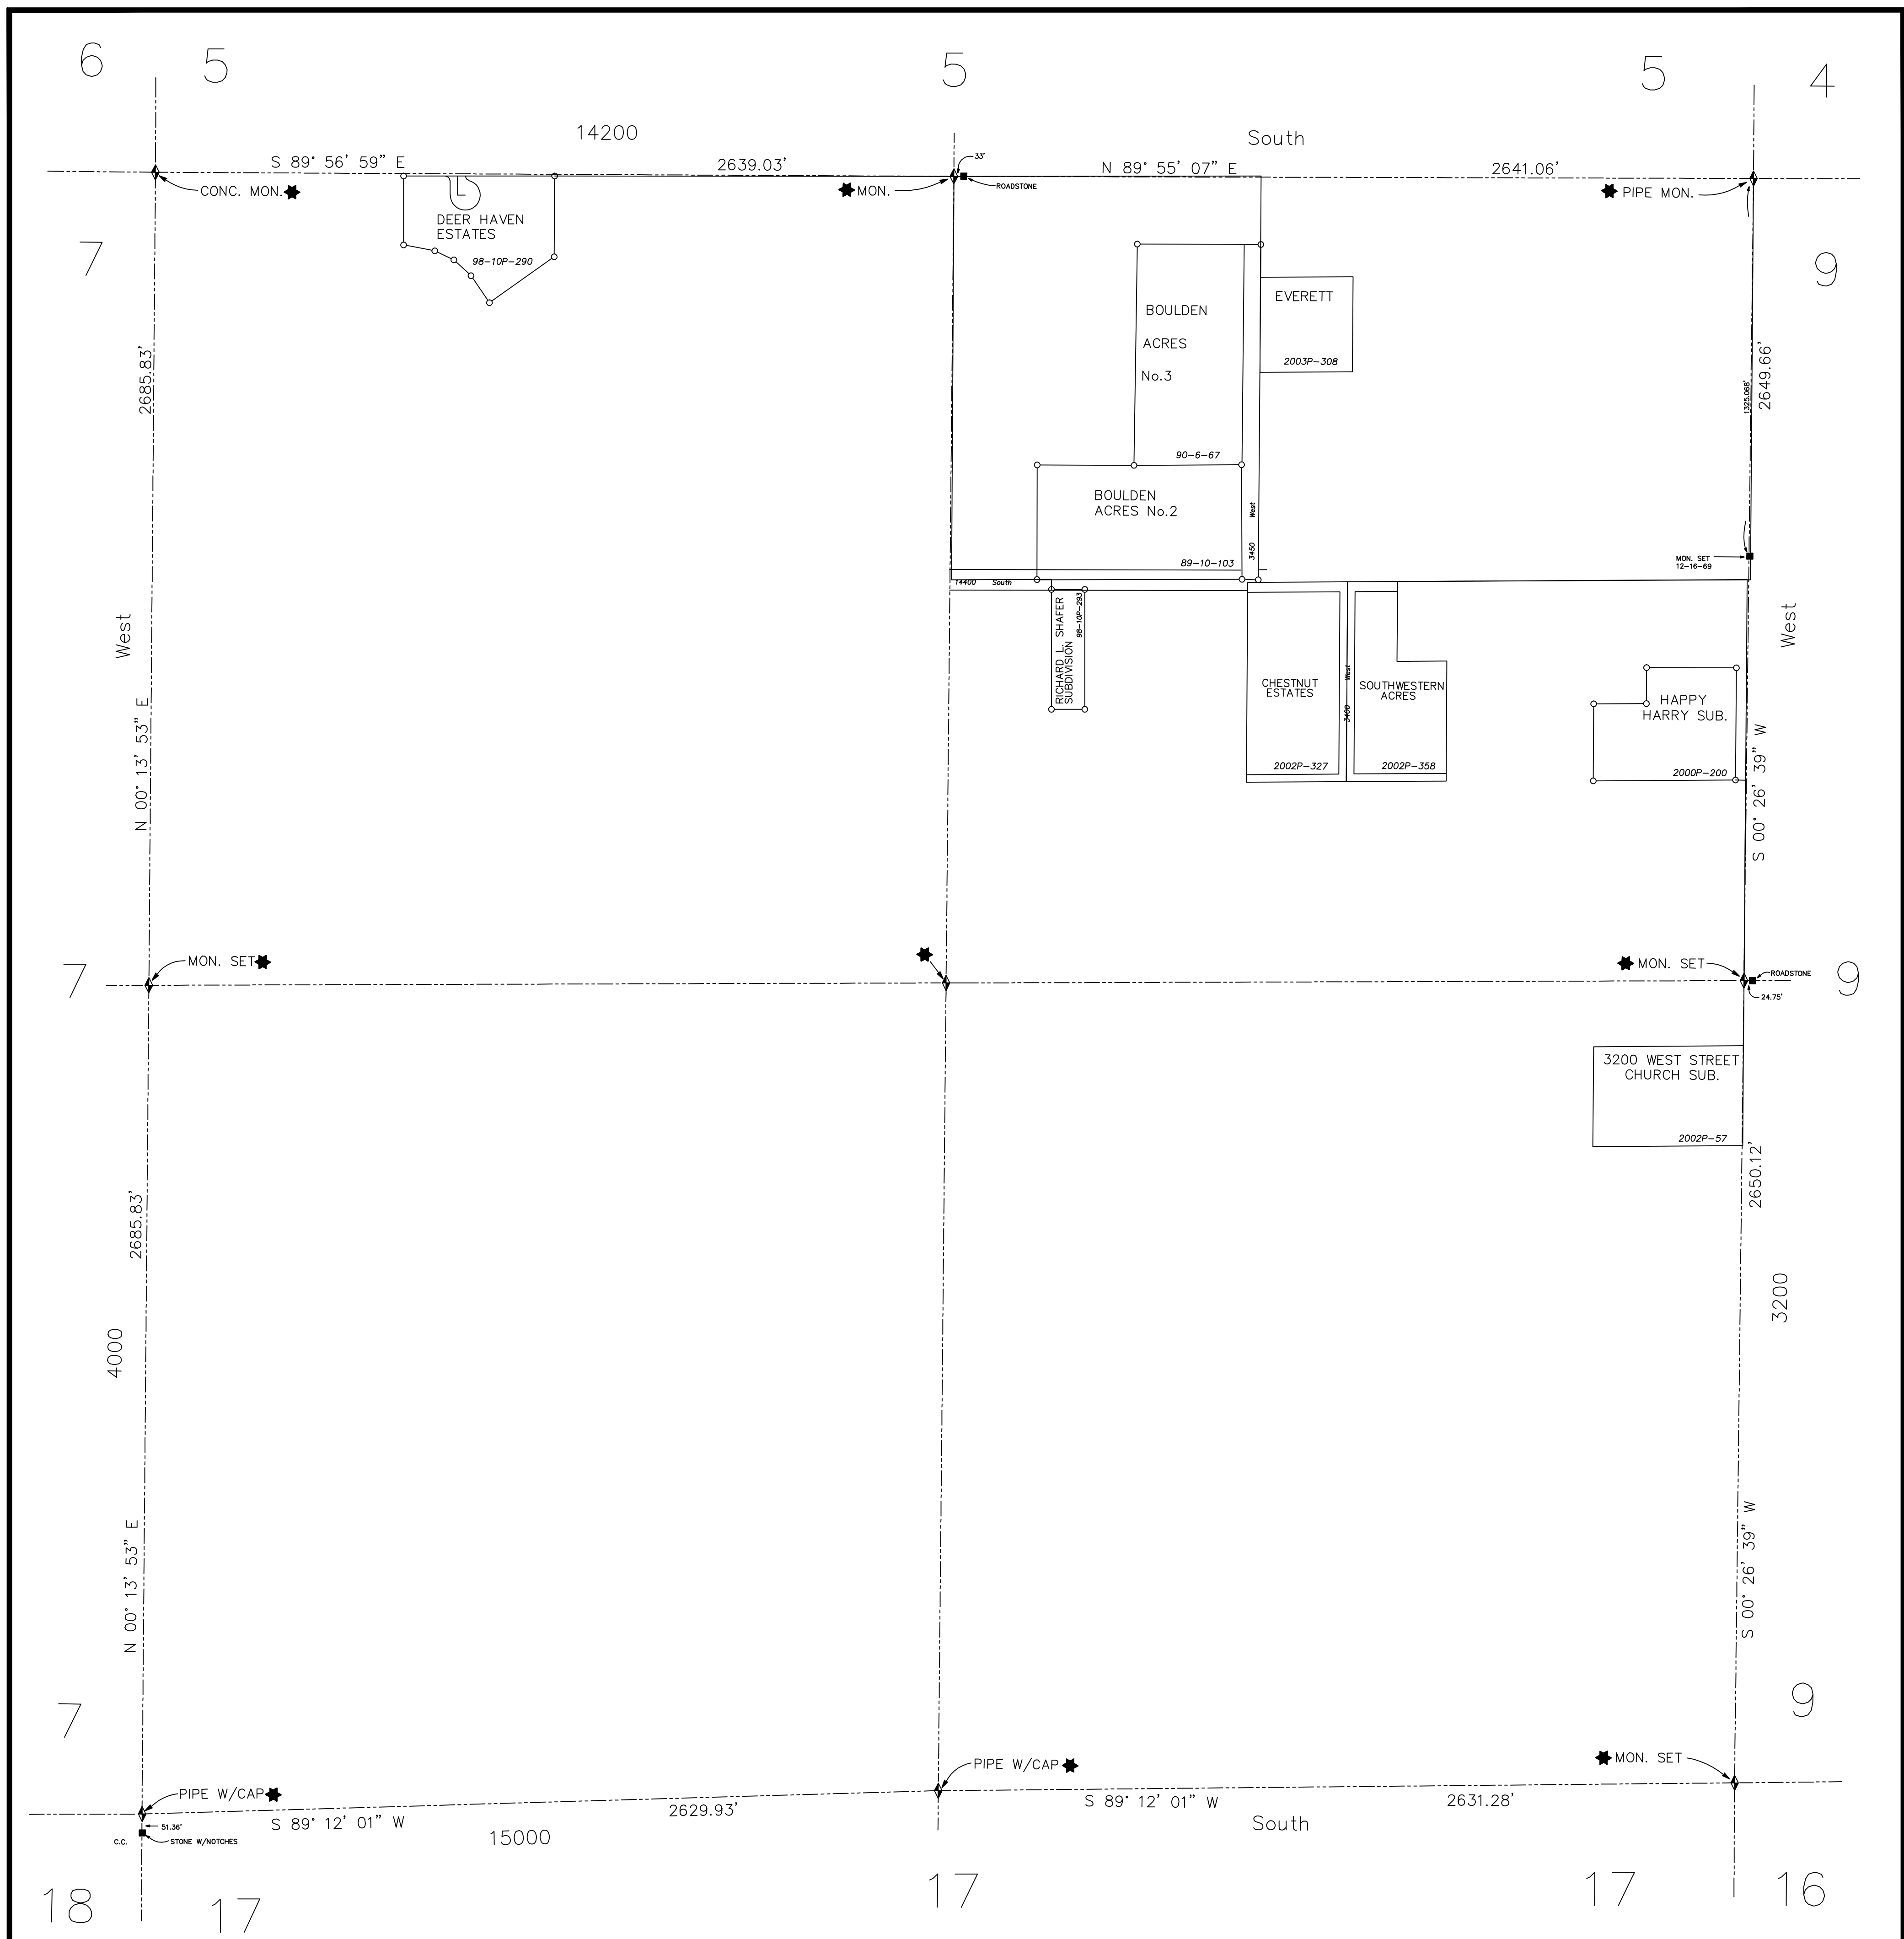 6
5
5
5
4
14200
South
S 89° 56' 59" E
2639.03'
33'
N 89° 55' 07" E
2641.06'
CONC. MON.
MON.
ROADSTONE
PIPE MON.
7
9
DEER HAVEN
ESTATES
98-10P-290
BOULDEN
ACRES
No.3
90-6-67
EVERETT
2003P-308
2685.83'
2649.66'
1325.068'
BOULDEN
ACRES No.2
89-10-103
3450 West
MON. SET
12-16-69
14400 South
RICHARD L. SHAFER
SUBDIVISION
98-10P-293
West
West
CHESTNUT
ESTATES
2002P-327
3400 West
SOUTHWESTERN
ACRES
2002P-358
HAPPY
HARRY SUB.
2000P-200
N 00° 13' 53" E
S 00° 26' 39" W
7
MON. SET
MON. SET
ROADSTONE
24.75'
9
3200 WEST STREET
CHURCH SUB.
2002P-57
2685.83'
2650.12'
4000
3200
N 00° 13' 53" E
S 00° 26' 39" W
7
9
PIPE W/CAP
PIPE W/CAP
MON. SET
51.36'
C.C.
STONE W/NOTCHES
S 89° 12' 01" W
2629.93'
S 89° 12' 01" W
2631.28'
15000
South
18
17
17
17
16